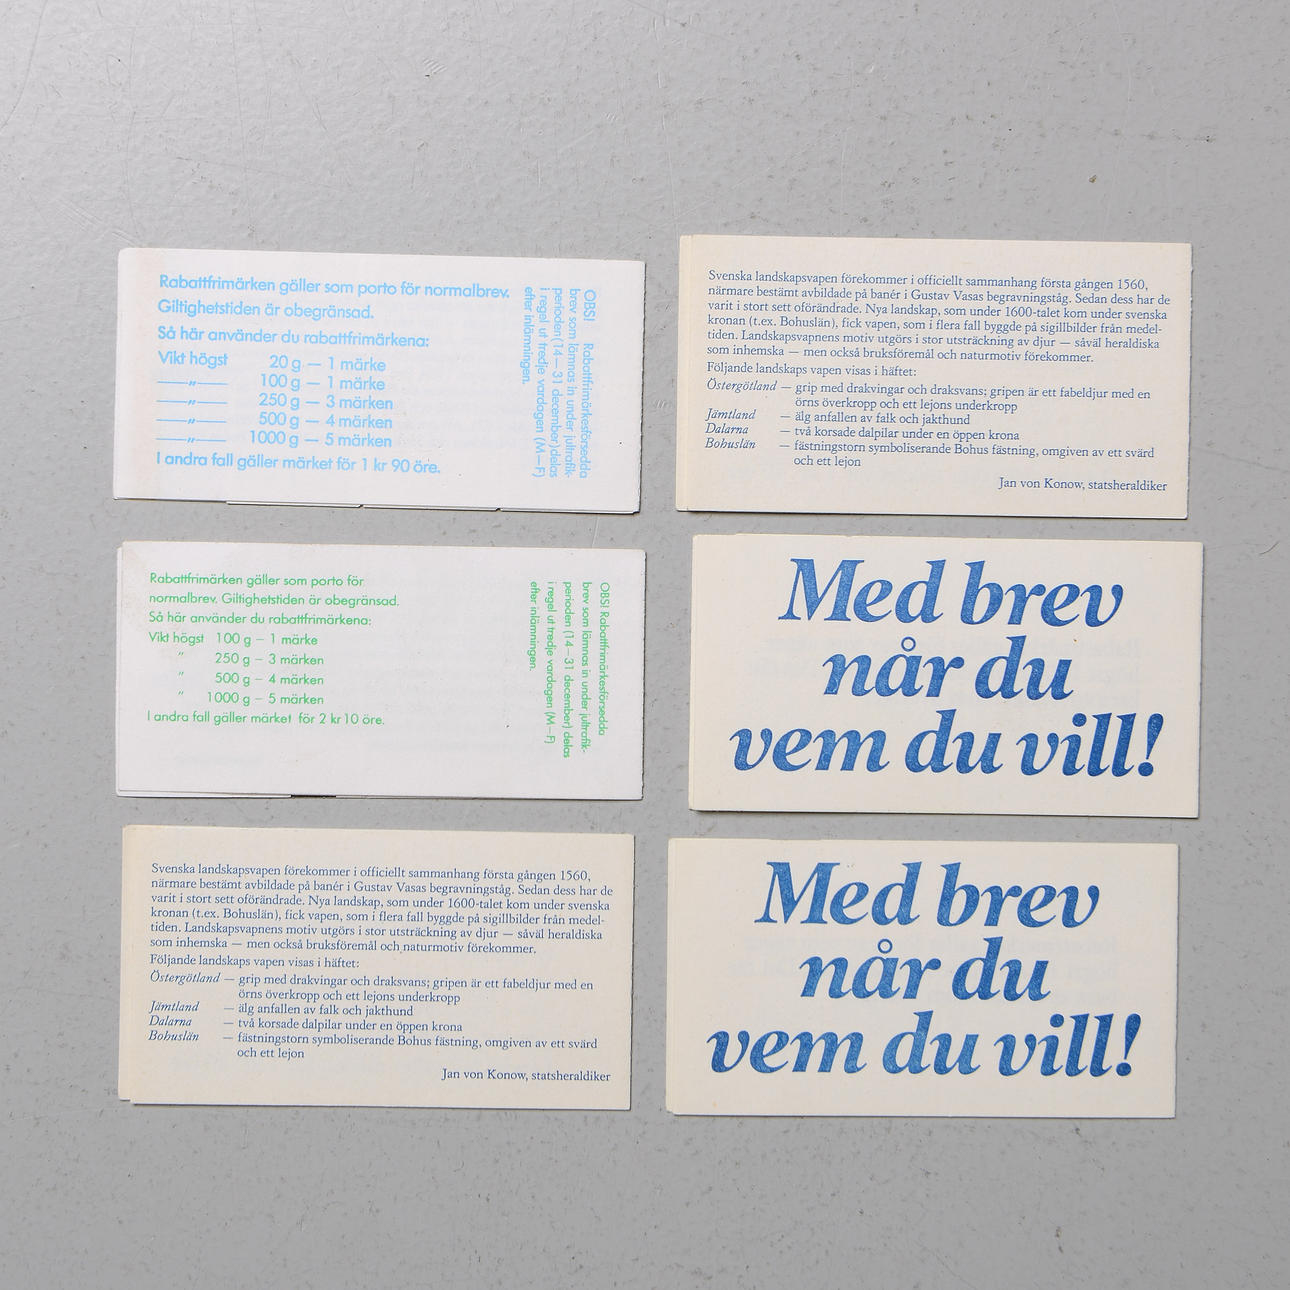 Rabattfrimärken gäller som porto för normalbrev.
Giltighetstiden är obegränsad.
Så här använder du rabattfrimärkena:
Vikt högst 20 g — 1 märke
—„— 100 g — 1 märke
—„— 250 g — 3 märken
—„— 500 g — 4 märken
—„— 1000 g — 5 märken
I andra fall gäller märket för 1 kr 90 öre.
OBS! Rabattfrimärkesförsedda
brev som lämnas in under jultrafik-
perioden (14—31 december) delas
i regel ut tredje vardagen (M—F)
efter inlämningen.
Svenska landskapsvapen förekommer i officiellt sammanhang första gången 1560,
närmare bestämt avbildade på banér i Gustav Vasas begravningståg. Sedan dess har de
varit i stort sett oförändrade. Nya landskap, som under 1600-talet kom under svenska
kronan (t.ex. Bohuslän), fick vapen, som i flera fall byggde på sigillbilder från medel-
tiden. Landskapsvapnens motiv utgörs i stor utsträckning av djur — såväl heraldiska
som inhemska — men också bruksföremål och naturmotiv förekommer.
Följande landskaps vapen visas i häftet:
Östergötland — grip med drakvingar och draksvans; gripen är ett fabeldjur med en
örns överkropp och ett lejons underkropp
Jämtland — älg anfallen av falk och jakthund
Dalarna — två korsade dalpilar under en öppen krona
Bohuslän — fästningstorn symboliserande Bohus fästning, omgiven av ett svärd
och ett lejon
Jan von Konow, statsheraldiker
Rabattfrimärken gäller som porto för
normalbrev. Giltighetstiden är obegränsad.
Så här använder du rabattfrimärkena:
Vikt högst 100 g — 1 märke
" 250 g — 3 märken
" 500 g — 4 märken
" 1000 g — 5 märken
I andra fall gäller märket för 2 kr 10 öre.
OBS! Rabattfrimärkesförsedda
brev som lämnas in under jultrafik-
perioden (14—31 december) delas
i regel ut tredje vardagen (M—F)
efter inlämningen.
Med brev
når du
vem du vill!
Svenska landskapsvapen förekommer i officiellt sammanhang första gången 1560,
närmare bestämt avbildade på banér i Gustav Vasas begravningståg. Sedan dess har de
varit i stort sett oförändrade. Nya landskap, som under 1600-talet kom under svenska
kronan (t.ex. Bohuslän), fick vapen, som i flera fall byggde på sigillbilder från medel-
tiden. Landskapsvapnens motiv utgörs i stor utsträckning av djur — såväl heraldiska
som inhemska — men också bruksföremål och naturmotiv förekommer.
Följande landskaps vapen visas i häftet:
Östergötland — grip med drakvingar och draksvans; gripen är ett fabeldjur med en
örns överkropp och ett lejons underkropp
Jämtland — älg anfallen av falk och jakthund
Dalarna — två korsade dalpilar under en öppen krona
Bohuslän — fästningstorn symboliserande Bohus fästning, omgiven av ett svärd
och ett lejon
Jan von Konow, statsheraldiker
Med brev
når du
vem du vill!